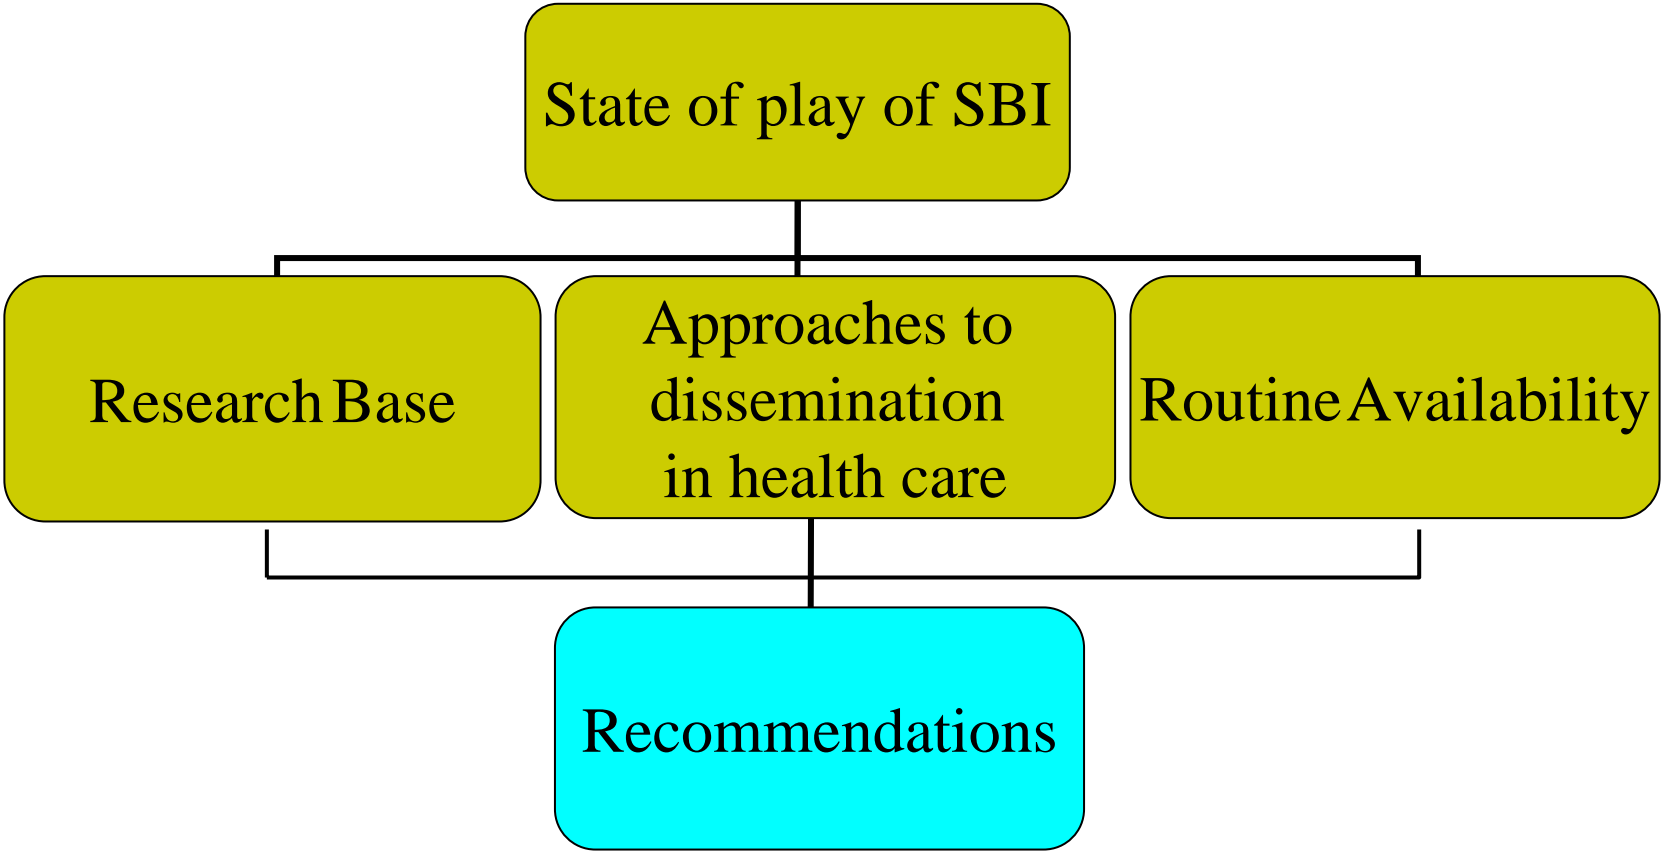 State of play of SBI
Research Base
Approaches to
dissemination
in health care
Routine Availability
Recommendations